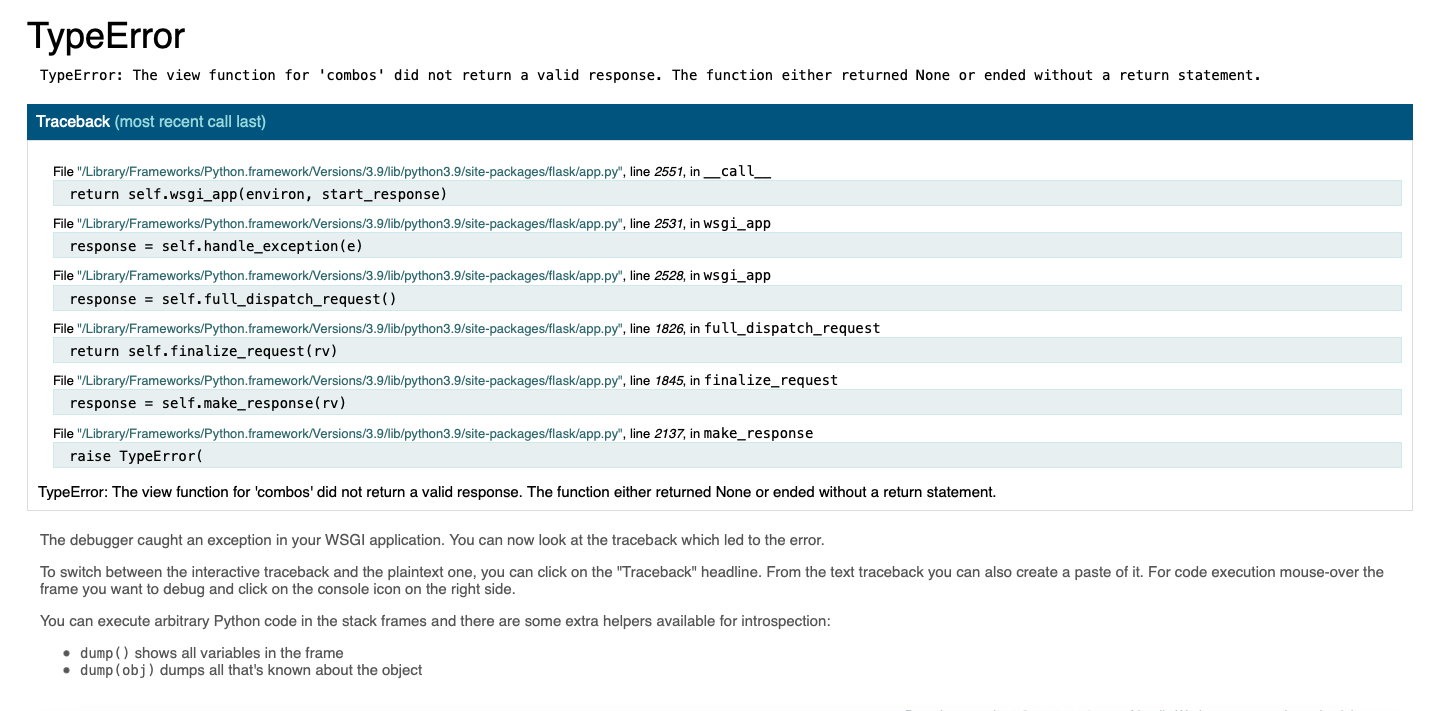 TypeError
TypeError: The view function for 'combos' did not return a valid response. The function either returned None or ended without a return statement.
Traceback (most recent call last)
File "/Library/Frameworks/Python.framework/Versions/3.9/lib/python3.9/site-packages/flask/app.py", line 2551, in __call__
return self.wsgi_app(environ, start_response)
File "/Library/Frameworks/Python.framework/Versions/3.9/lib/python3.9/site-packages/flask/app.py", line 2531, in wsgi_app
response = self.handle_exception(e)
File "/Library/Frameworks/Python.framework/Versions/3.9/lib/python3.9/site-packages/flask/app.py", line 2528, in wsgi_app
response = self.full_dispatch_request()
File "/Library/Frameworks/Python.framework/Versions/3.9/lib/python3.9/site-packages/flask/app.py", line 1826, in full_dispatch_request
return self.finalize_request(rv)
File "/Library/Frameworks/Python.framework/Versions/3.9/lib/python3.9/site-packages/flask/app.py", line 1845, in finalize_request
response = self.make_response(rv)
File "/Library/Frameworks/Python.framework/Versions/3.9/lib/python3.9/site-packages/flask/app.py", line 2137, in make_response
raise TypeError(
TypeError: The view function for 'combos' did not return a valid response. The function either returned None or ended without a return statement.
The debugger caught an exception in your WSGI application. You can now look at the traceback which led to the error.
To switch between the interactive traceback and the plaintext one, you can click on the "Traceback" headline. From the text traceback you can also create a paste of it. For code execution mouse-over the
frame you want to debug and click on the console icon on the right side.
You can execute arbitrary Python code in the stack frames and there are some extra helpers available for introspection:
• dump() shows all variables in the frame
• dump(obj) dumps all that's known about the object